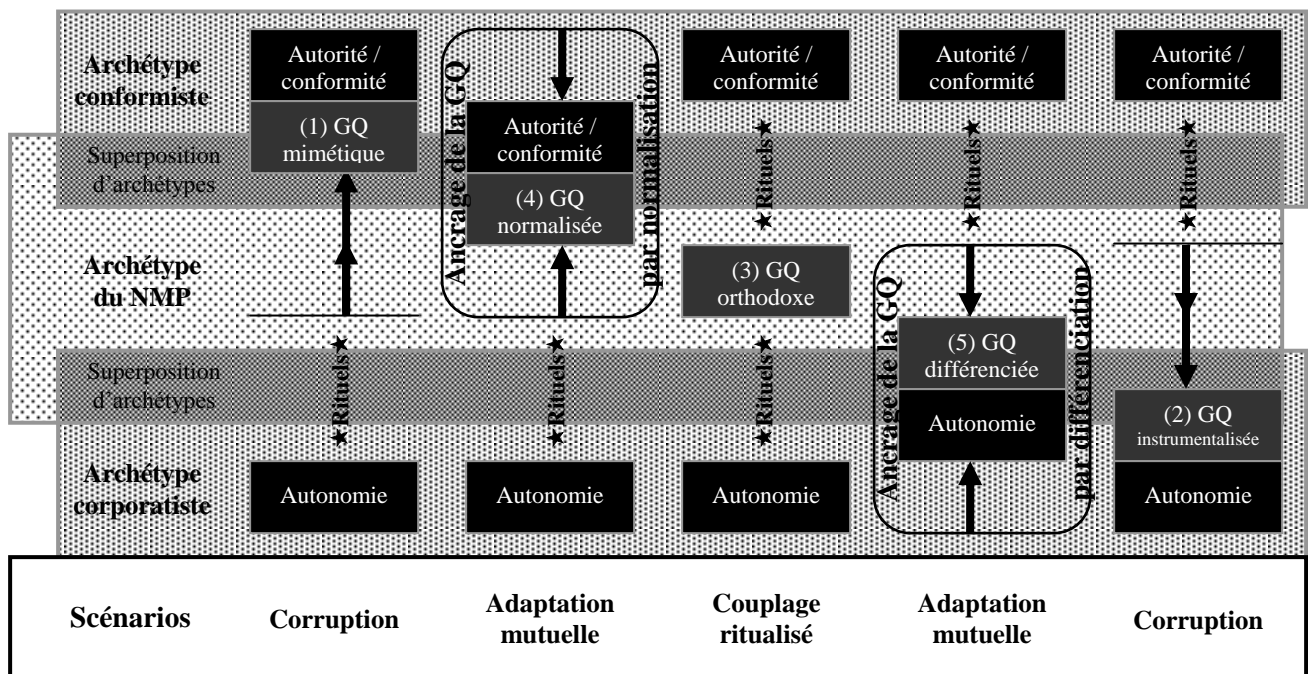 Archétype
conformiste
Autorité /
conformité
(1) GQ
mimétique
Ancrage de la GQ
par normalisation
Autorité /
conformité
(4) GQ
normalisée
Autorité /
conformité
Autorité /
conformité
Autorité /
conformité
Superposition
d'archétypes
★Rituels★
★Rituels★
★Rituels★
Archétype
du NMP
(3) GQ
orthodoxe
Ancrage de la GQ
par différenciation
(5) GQ
différenciée
Autonomie
Superposition
d'archétypes
★Rituels★
★Rituels★
★Rituels★
(2) GQ
instrumentalisée
Archétype
corporatiste
Autonomie
Autonomie
Autonomie
Autonomie
Scénarios
Corruption
Adaptation
mutuelle
Couplage
ritualisé
Adaptation
mutuelle
Corruption